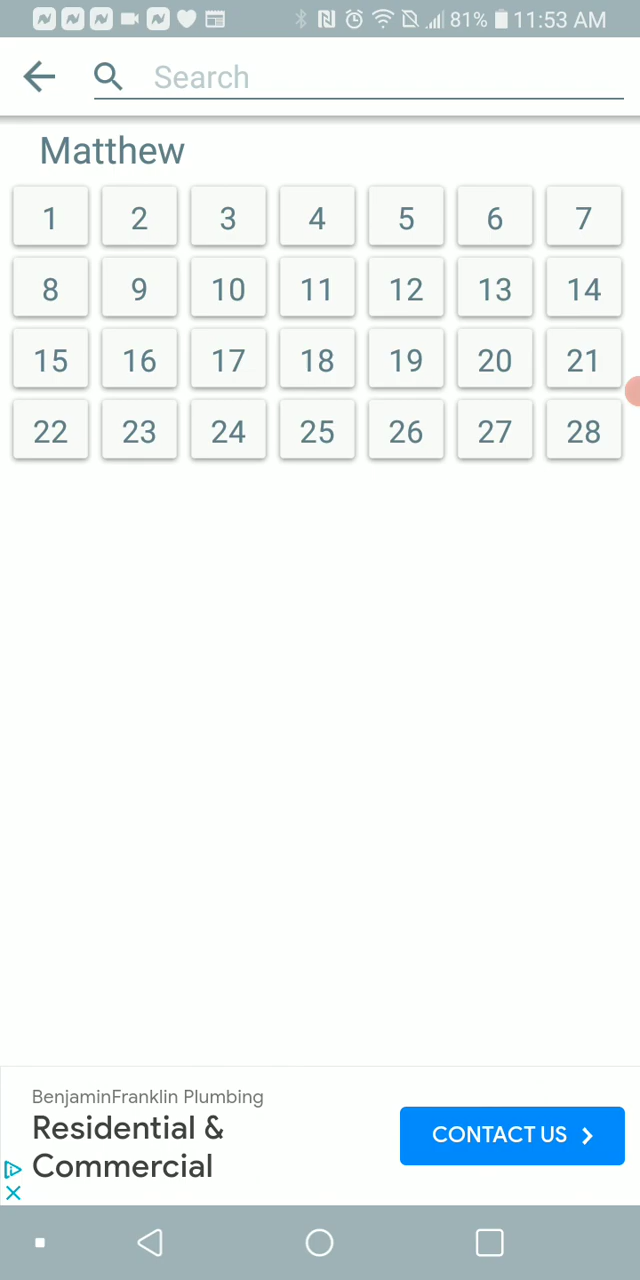 81% 11:53 AM
Search
Matthew
1 2 3 4 5 6 7
8 9 10 11 12 13 14
15 16 17 18 19 20 21
22 23 24 25 26 27 28
BenjaminFranklin Plumbing
Residential &
Commercial
CONTACT US